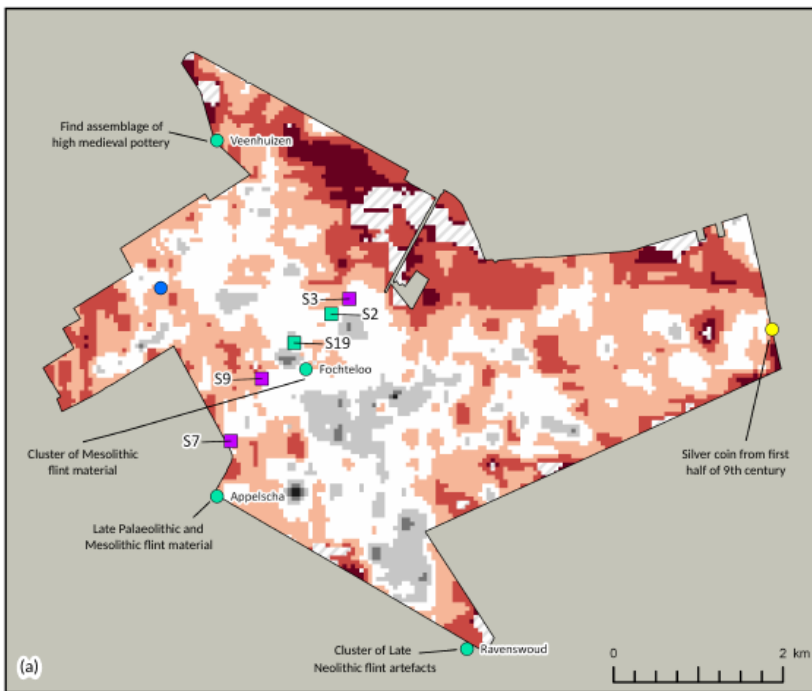 Find assemblage of
high medieval pottery
Veenhuizen
S3
S2
S19
Fochteloo
S9
Cluster of Mesolithic
flint material
S7
Silver coin from first
half of 9th century
Appelscha
Late Palaeolithic and
Mesolithic flint material
Cluster of Late
Neolithic flint artefacts
Ravenswoud
(a)
0 2 km